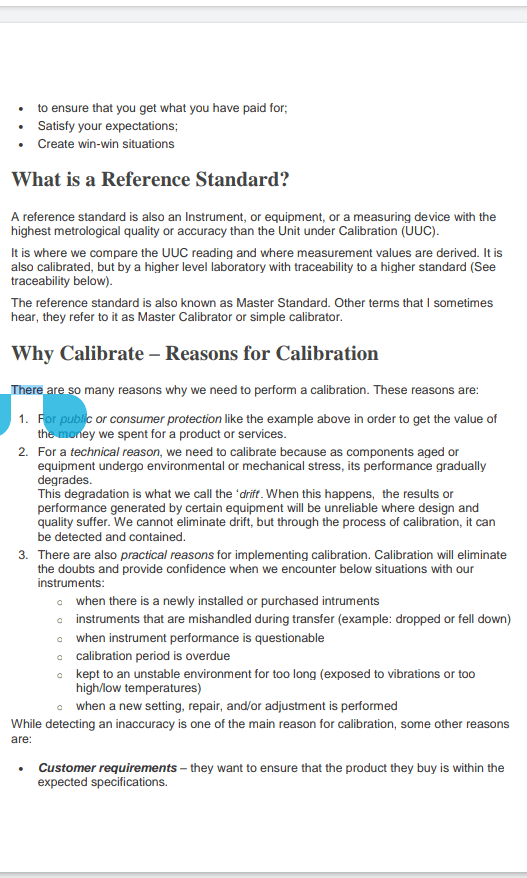 • to ensure that you get what you have paid for;
• Satisfy your expectations;
• Create win-win situations
What is a Reference Standard?
A reference standard is also an Instrument, or equipment, or a measuring device with the
highest metrological quality or accuracy than the Unit under Calibration (UUC).
It is where we compare the UUC reading and where measurement values are derived. It is
also calibrated, but by a higher level laboratory with traceability to a higher standard (See
traceability below).
The reference standard is also known as Master Standard. Other terms that I sometimes
hear, they refer to it as Master Calibrator or simple calibrator.
Why Calibrate – Reasons for Calibration
There are so many reasons why we need to perform a calibration. These reasons are:
1. For public or consumer protection like the example above in order to get the value of
the money we spent for a product or services.
2. For a technical reason, we need to calibrate because as components aged or
equipment undergo environmental or mechanical stress, its performance gradually
degrades.
This degradation is what we call the ‘drift. When this happens, the results or
performance generated by certain equipment will be unreliable where design and
quality suffer. We cannot eliminate drift, but through the process of calibration, it can
be detected and contained.
3. There are also practical reasons for implementing calibration. Calibration will eliminate
the doubts and provide confidence when we encounter below situations with our
instruments:
○ when there is a newly installed or purchased intruments
○ instruments that are mishandled during transfer (example: dropped or fell down)
○ when instrument performance is questionable
○ calibration period is overdue
○ kept to an unstable environment for too long (exposed to vibrations or too
high/low temperatures)
○ when a new setting, repair, and/or adjustment is performed
While detecting an inaccuracy is one of the main reason for calibration, some other reasons
are:
• Customer requirements – they want to ensure that the product they buy is within the
expected specifications.